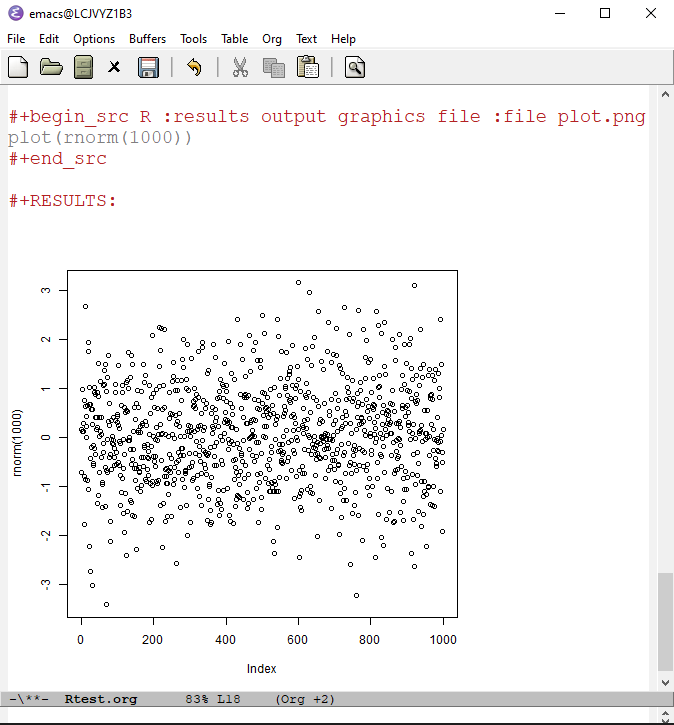 emacs@LCJVYZ1B3
File Edit Options Buffers Tools Table Org Text Help
#+begin_src R :results output graphics file :file plot.png
plot(rnorm(1000))
#+end_src
#+RESULTS:
3
2
1
0
-1
-2
-3
rnorm(1000)
0 200 400 600 800 1000
Index
-\**- Rtest.org 83% L18 (Org +2)